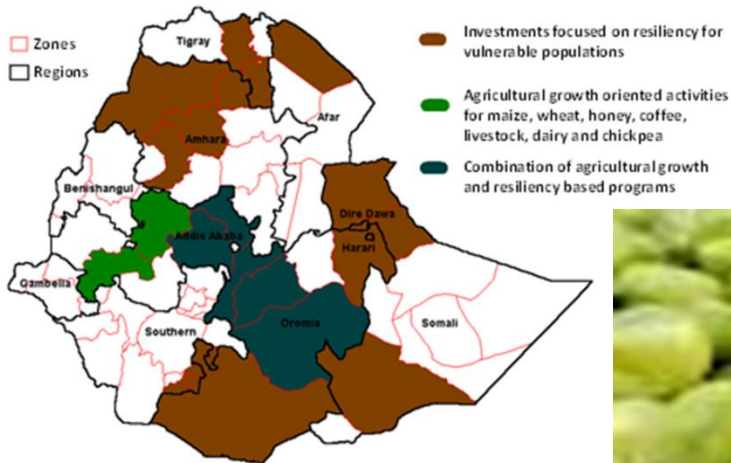 Zones
Regions
Tigray
Afar
Amhara
Benishangul
Dire Dawa
Addis Ababa
Harari
Gambella
Southern
Oromia
Somali
Investments focused on resiliency for
vulnerable populations
Agricultural growth oriented activities
for maize, wheat, honey, coffee,
livestock, dairy and chickpea
Combination of agricultural growth
and resiliency based programs